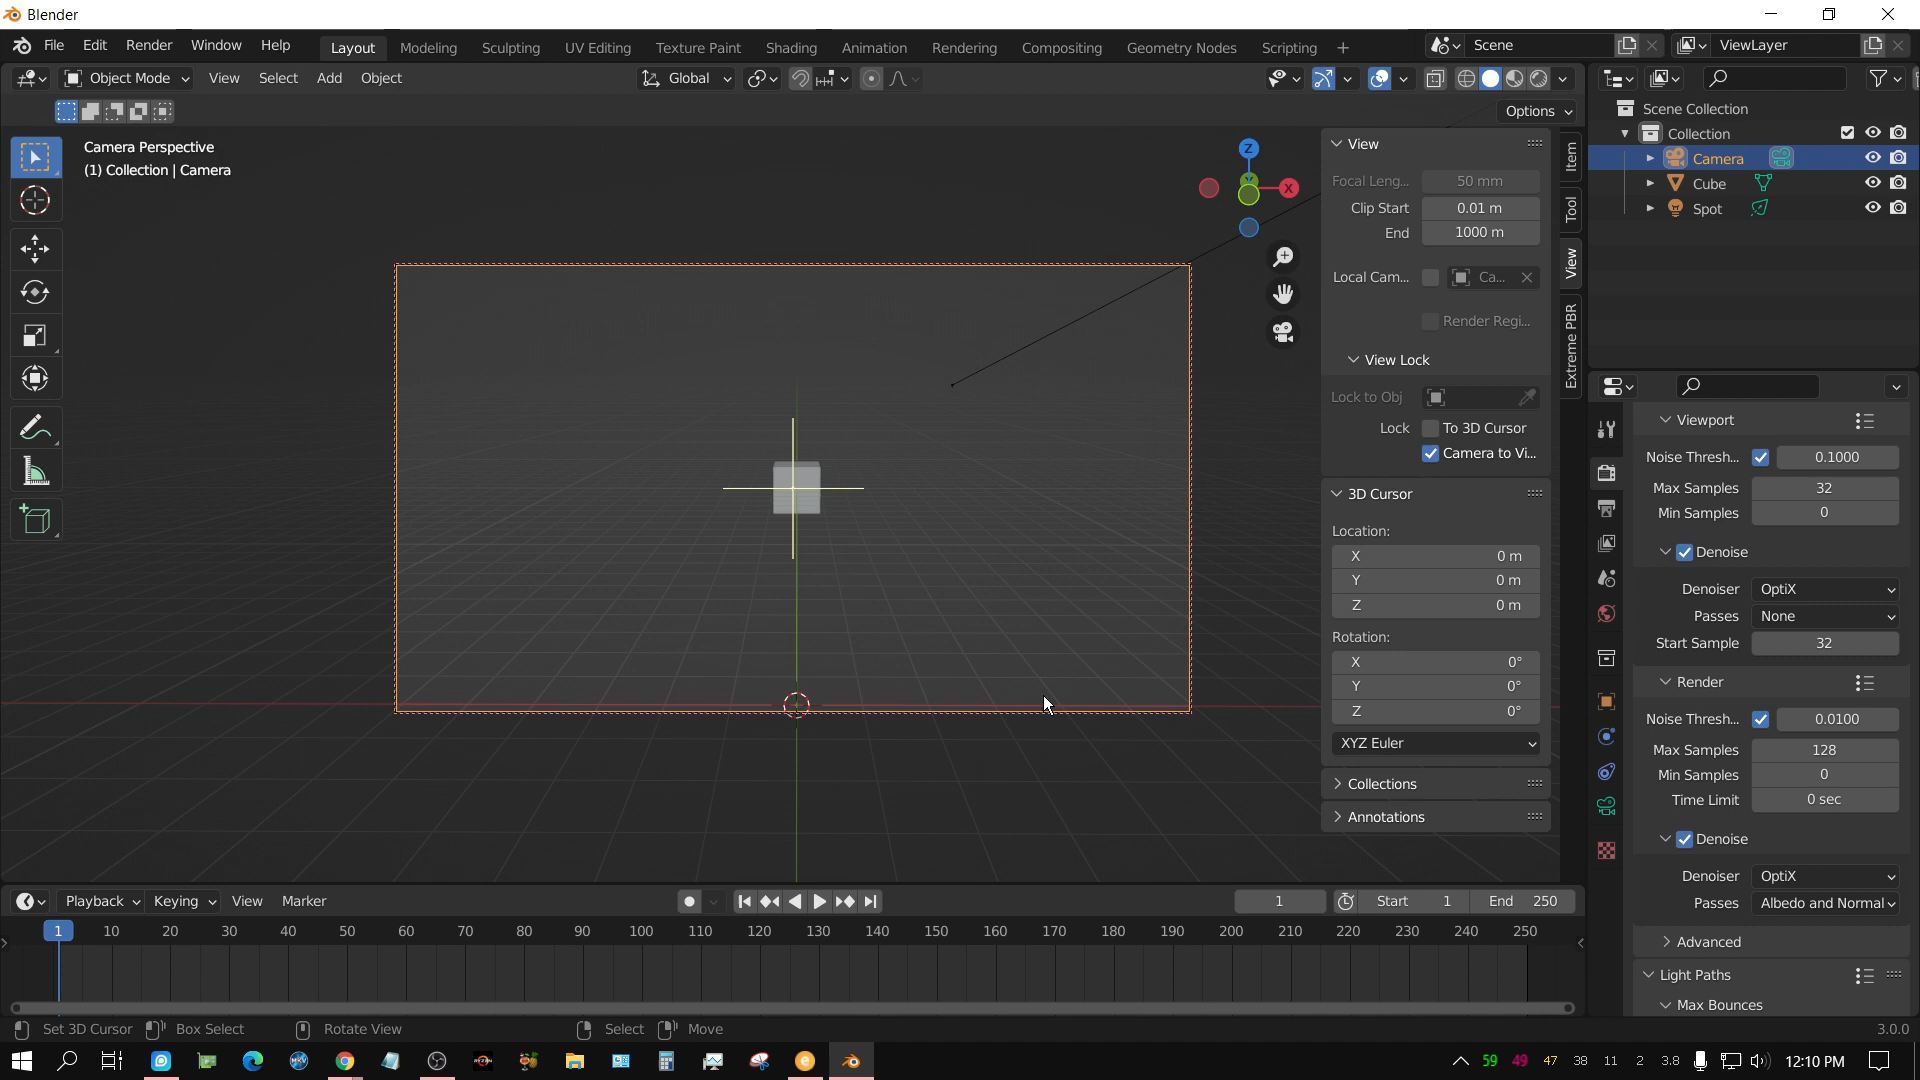 Blender
File Edit Render Window Help Layout Modeling Sculpting UV Editing Texture Paint Shading Animation Rendering Compositing Geometry Nodes Scripting + Scene ViewLayer
Object Mode View Select Add Object Global
Options
Camera Perspective
(1) Collection | Camera
Z
X
View
Focal Leng... 50 mm
Clip Start 0.01 m
End 1000 m
Local Cam... Ca...
Render Regi...
View Lock
Lock to Obj
Lock To 3D Cursor
Camera to Vi...
3D Cursor
Location:
X 0 m
Y 0 m
Z 0 m
Rotation:
X 0°
Y 0°
Z 0°
XYZ Euler
Collections
Annotations
Item
Tool
View
Extreme PBR
Scene Collection
Collection
Camera
Cube
Spot
Viewport
Noise Thresh... 0.1000
Max Samples 32
Min Samples 0
Denoise
Denoiser OptiX
Passes None
Start Sample 32
Render
Noise Thresh... 0.0100
Max Samples 128
Min Samples 0
Time Limit 0 sec
Denoise
Denoiser OptiX
Passes Albedo and Normal
Advanced
Light Paths
Max Bounces
Playback Keying View Marker 1 Start 1 End 250
1 10 20 30 40 50 60 70 80 90 100 110 120 130 140 150 160 170 180 190 200 210 220 230 240 250
Set 3D Cursor Box Select Rotate View Select Move 3.0.0
59 49 47 38 11 2 3.8 12:10 PM